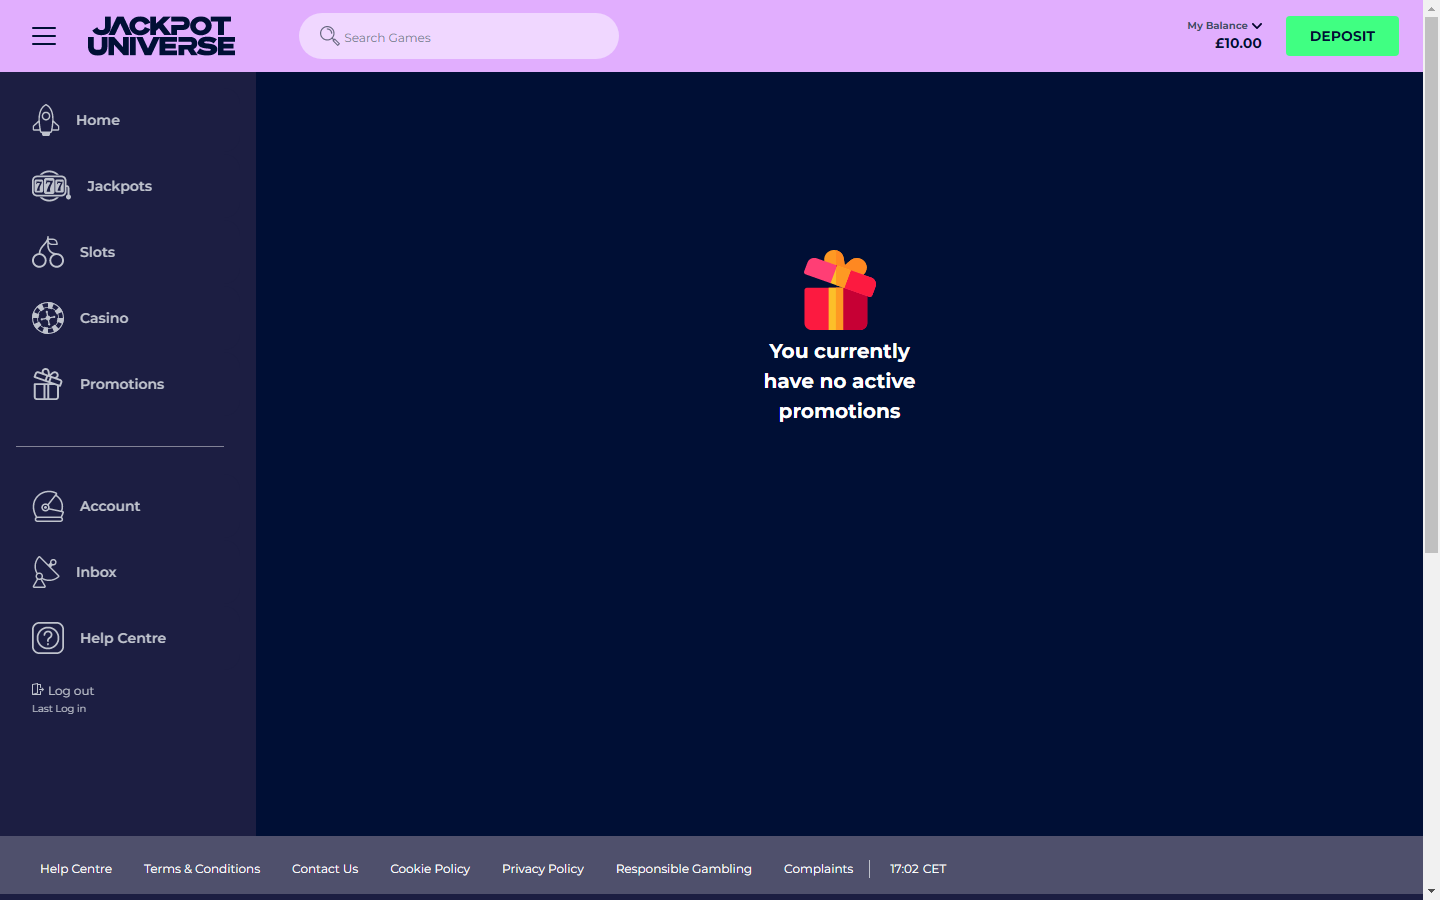 JACKPOT
UNIVERSE
Search Games
My Balance
£10.00
DEPOSIT
Home
777
Jackpots
Slots
Casino
Promotions
Account
Inbox
Help Centre
Log out
Last Log in
You currently
have no active
promotions
Help Centre
Terms & Conditions
Contact Us
Cookie Policy
Privacy Policy
Responsible Gambling
Complaints
17:02 CET